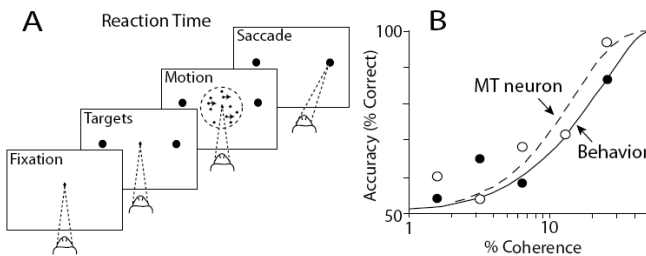 A
Reaction Time
Fixation
Targets
Motion
Saccade
B
100
50
Accuracy (% Correct)
MT neuron
Behavior
1
10
% Coherence